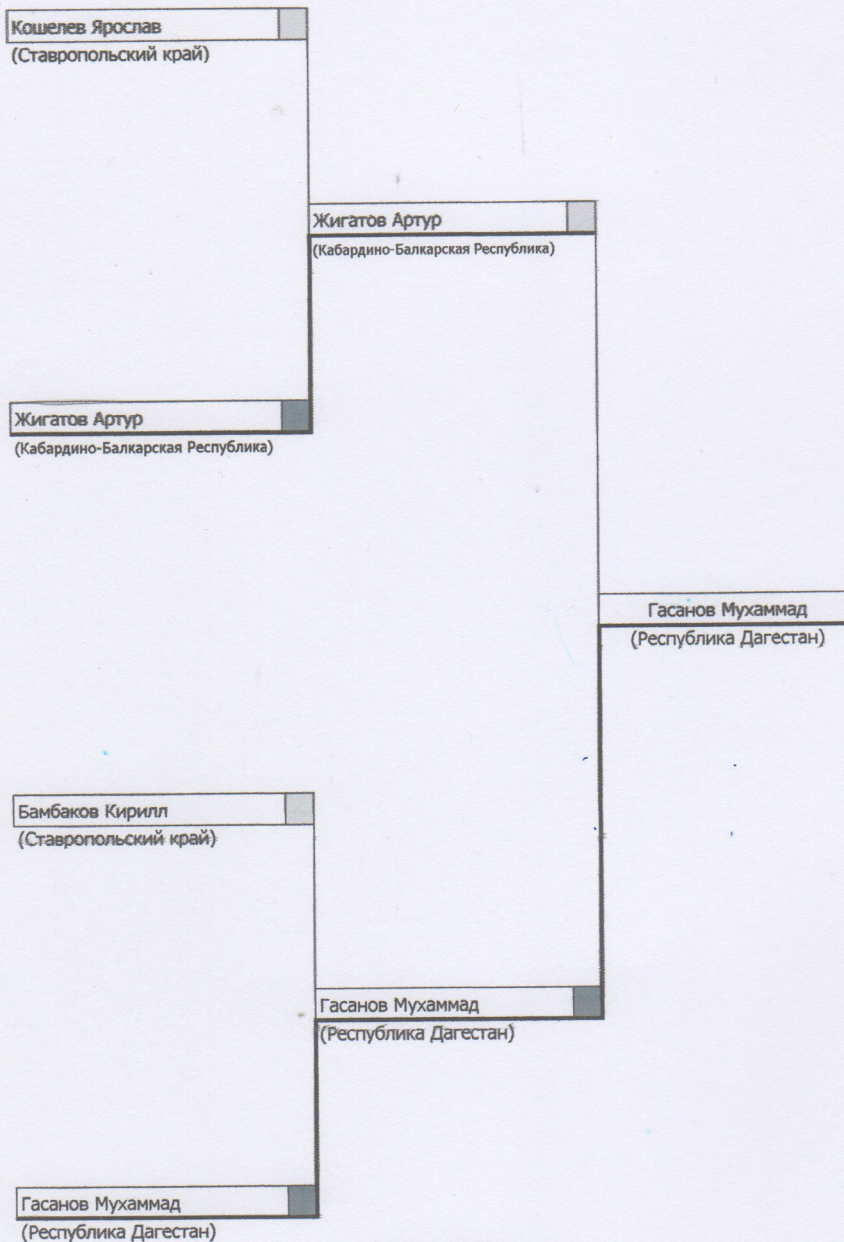 Кошелев Ярослав
(Ставропольский край)
Жигатов Артур
(Кабардино-Балкарская Республика)
Жигатов Артур
(Кабардино-Балкарская Республика)
Гасанов Мухаммад
(Республика Дагестан)
Бамбаков Кирилл
(Ставропольский край)
Гасанов Мухаммад
(Республика Дагестан)
Гасанов Мухаммад
(Республика Дагестан)